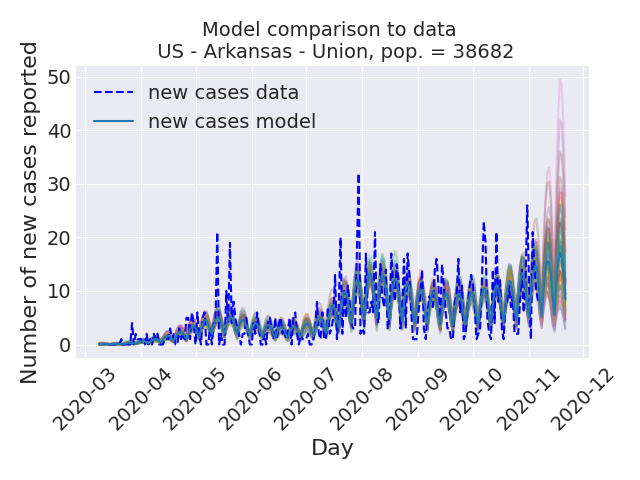 Model comparison to data
US - Arkansas - Union, pop. = 38682
Number of new cases reported
50
40
30
20
10
0
new cases data
new cases model
2020-03
2020-04
2020-05
2020-06
2020-07
2020-08
2020-09
2020-10
2020-11
2020-12
Day